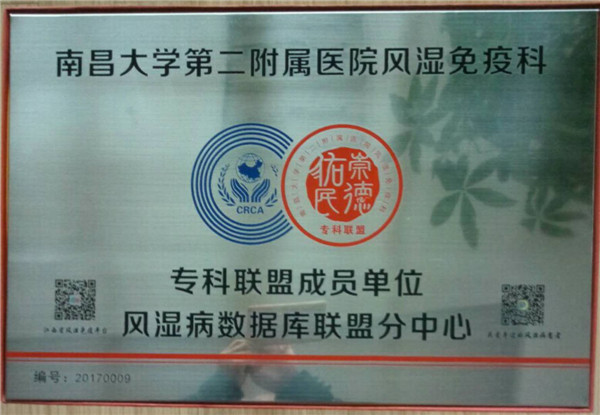 南昌大学第二附属医院风湿免疫科
CRCA
崇德
佑民
专科联盟
专科联盟成员单位
风湿病数据库联盟分中心
编号：20170009